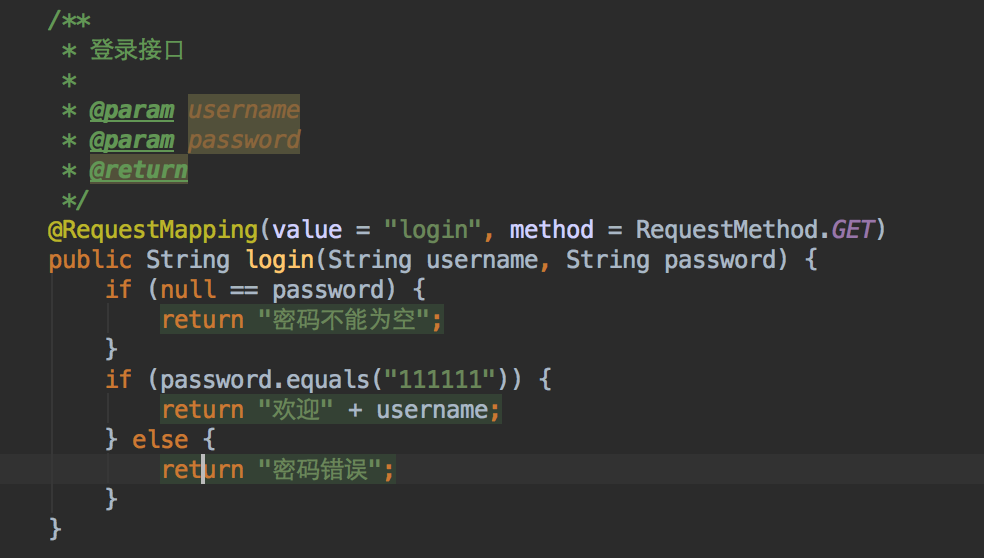 /**
 * 登录接口
 *
 * @param username
 * @param password
 * @return
 */
@RequestMapping(value = "login", method = RequestMethod.GET)
public String login(String username, String password) {
    if (null == password) {
        return "密码不能为空";
    }
    if (password.equals("111111")) {
        return "欢迎" + username;
    } else {
        return "密码错误";
    }
}